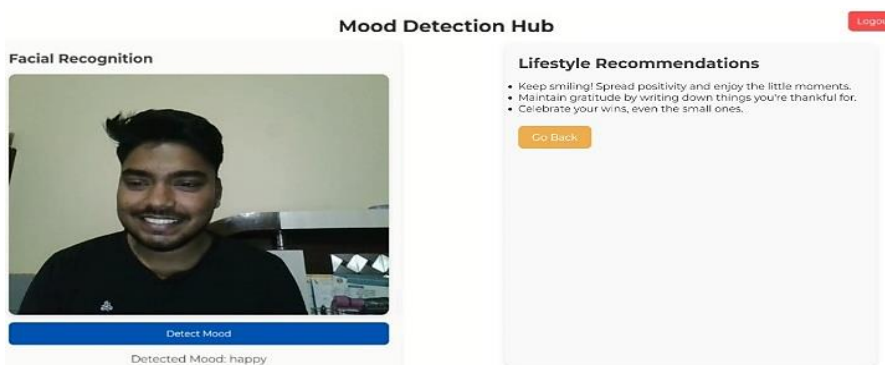 Mood Detection Hub
Logou
Facial Recognition
Detect Mood
Detected Mood: happy
Lifestyle Recommendations
Keep smiling! Spread positivity and enjoy the little moments.
Maintain gratitude by writing down things you're thankful for.
Celebrate your wins, even the small ones.
Go Back